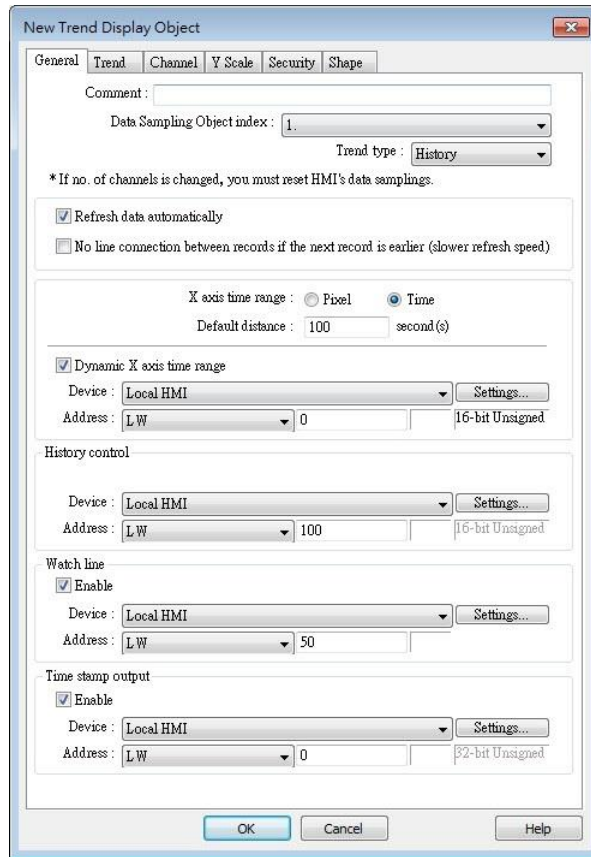 New Trend Display Object
General Trend Channel Y Scale Security Shape
Comment :
Data Sampling Object index : 1.
Trend type : History
* If no. of channels is changed, you must reset HMI's data samplings.
Refresh data automatically
No line connection between records if the next record is earlier (slower refresh speed)
X axis time range : Pixel Time
Default distance : 100 second(s)
Dynamic X axis time range
Device : Local HMI Settings...
Address : LW 0 16-bit Unsigned
History control
Device : Local HMI Settings...
Address : LW 100 16-bit Unsigned
Watch line
Enable
Device : Local HMI Settings...
Address : LW 50
Time stamp output
Enable
Device : Local HMI Settings...
Address : LW 0 32-bit Unsigned
OK Cancel Help